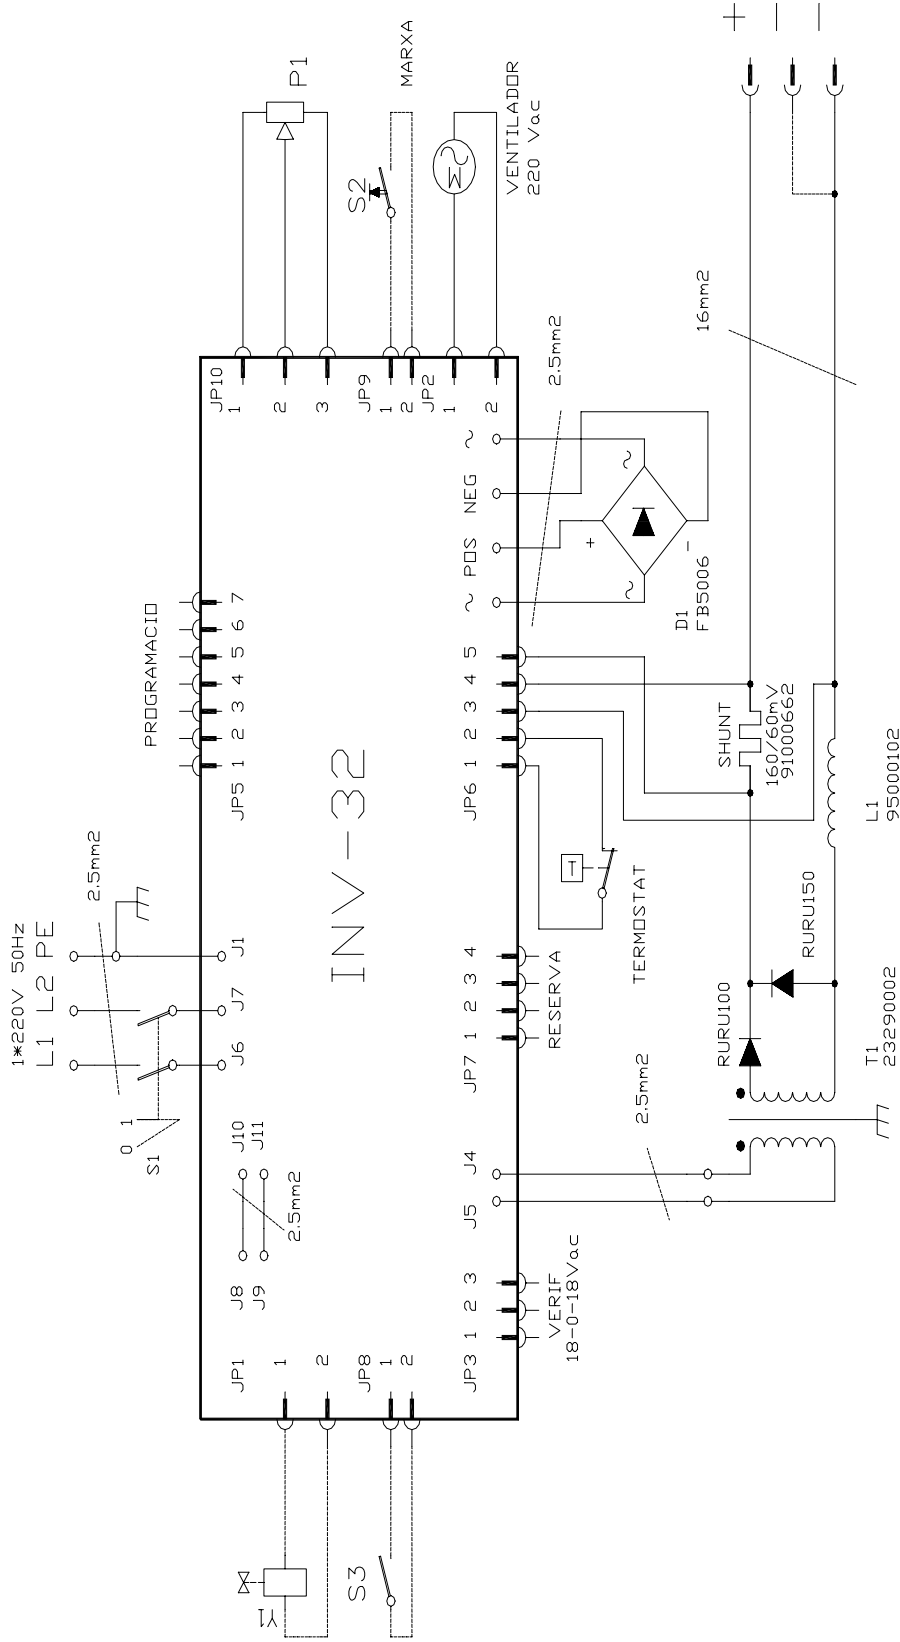 1*220V 50Hz
L1 L2 PE
2.5mm2
0 1
S1
J6 J7 J1
PROGRAMACIO
JP5 1 2 3 4 5 6 7
J8 J10
J9 J11
2.5mm2
INV-32
JP1
1
2
JP8
1
2
Y1
S3
JP10
1
2
3
JP9
1
2
JP2
1
2
P1
S2
MARXA
M
VENTILADOR
220 Vac
JP3 1 2 3
VERIF
18-0-18Vac
J5 J4
2.5mm2
JP7 1 2 3 4
RESERVA
JP6 1 2 3 4 5
T
TERMOSTAT
~ POS NEG ~
2.5mm2
~ + - ~
D1
FB5006
RURU100
RURU150
T1
23290002
SHUNT
160/60mV
91000662
L1
95000102
16mm2
+
-
-